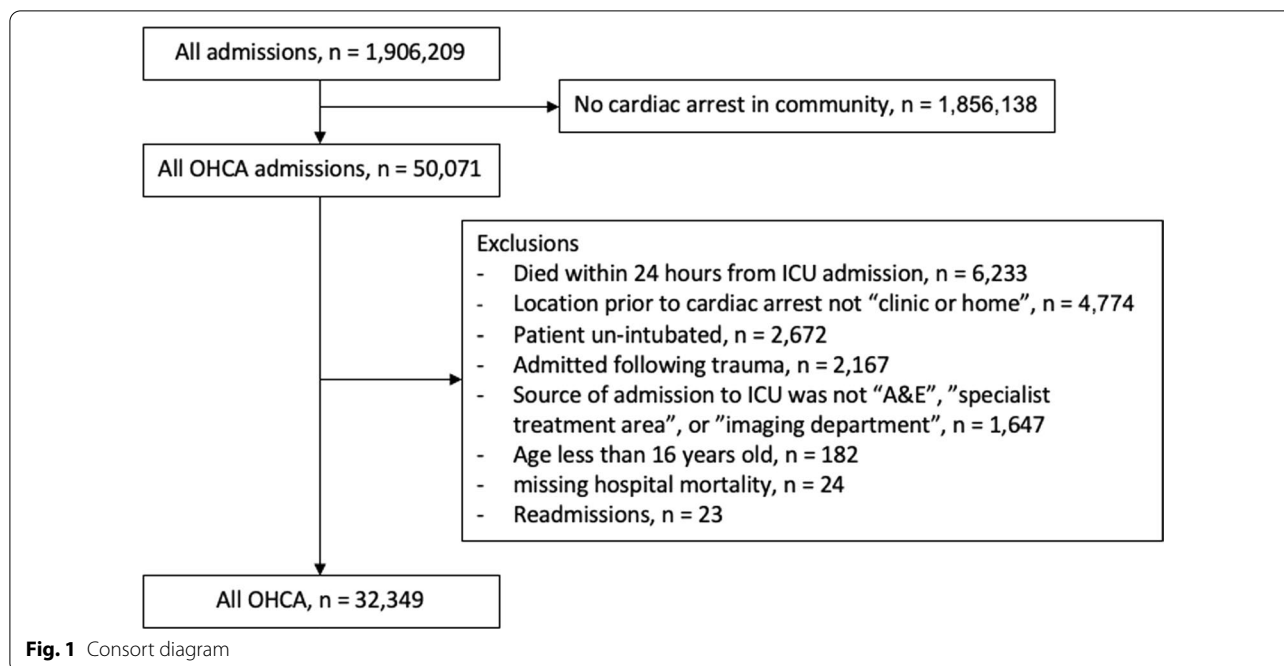 All admissions, n = 1,906,209
No cardiac arrest in community, n = 1,856,138
All OHCA admissions, n = 50,071
Exclusions
- Died within 24 hours from ICU admission, n = 6,233
- Location prior to cardiac arrest not “clinic or home”, n = 4,774
- Patient un-intubated, n = 2,672
- Admitted following trauma, n = 2,167
- Source of admission to ICU was not “A&E”, ”specialist
treatment area”, or ”imaging department”, n = 1,647
- Age less than 16 years old, n = 182
- missing hospital mortality, n = 24
- Readmissions, n = 23
All OHCA, n = 32,349
Fig. 1 Consort diagram